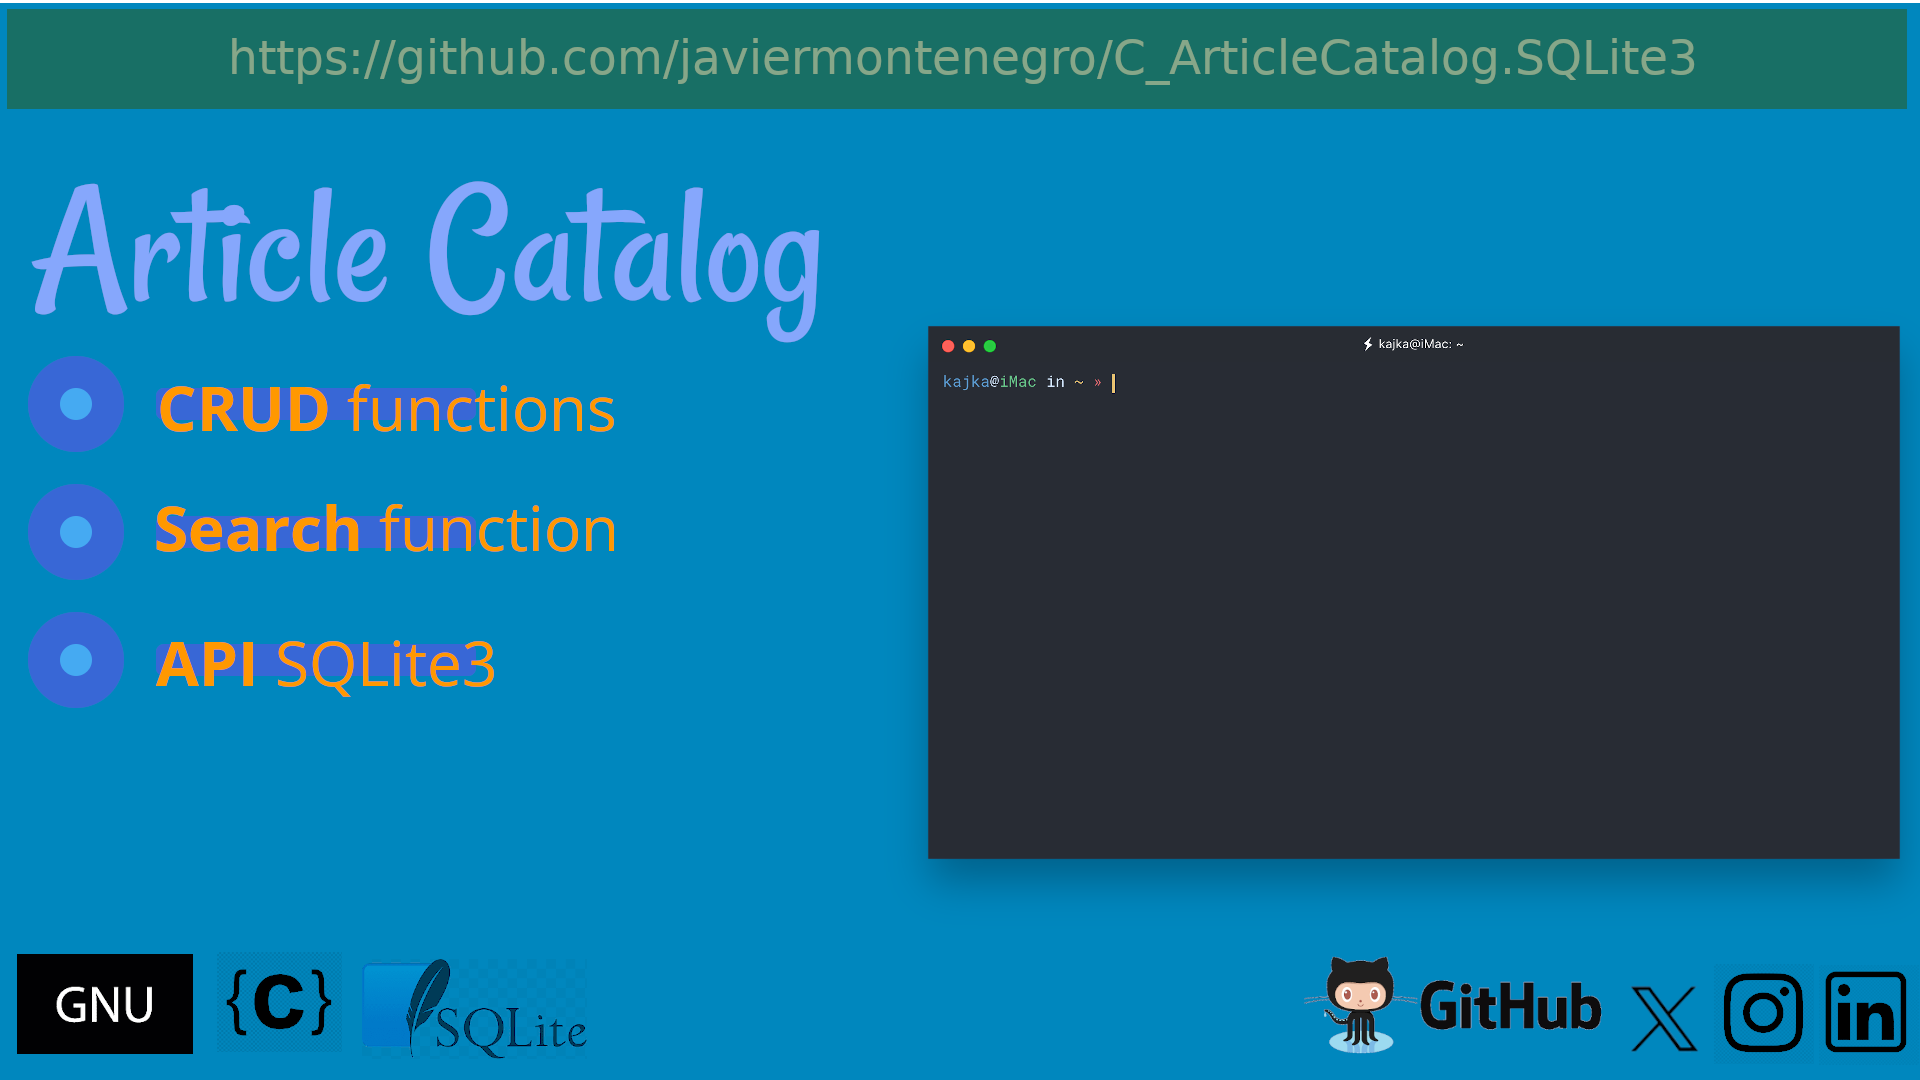 https://github.com/javiermontenegro/C_ArticleCatalog.SQLite3
Article Catalog
CRUD functions
Search function
API SQLite3
kajka@iMac: ~
kajka@iMac in ~ »
GNU
{C}
SQLite
GitHub
X
in